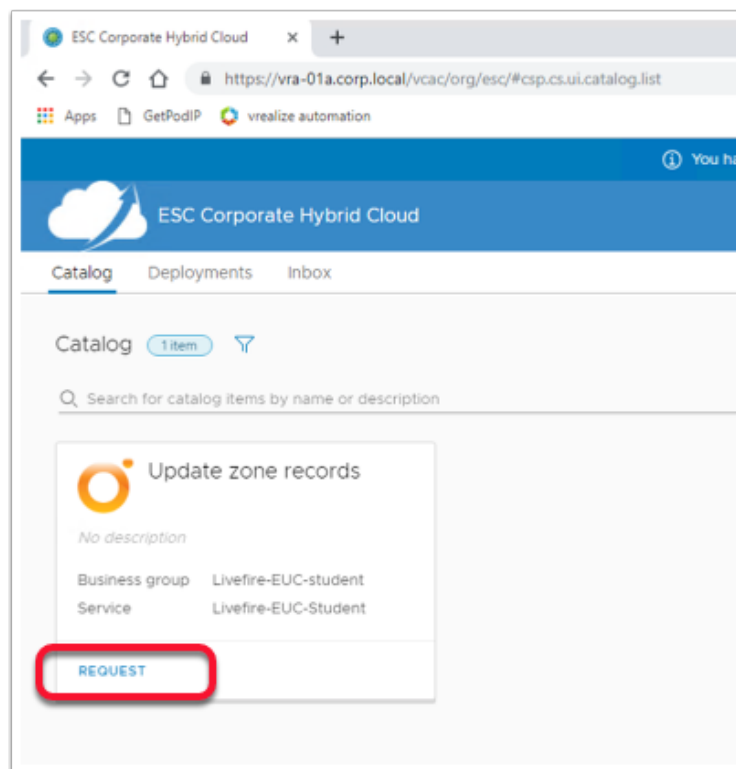 ESC Corporate Hybrid Cloud
https://vra-01a.corp.local/vcac/org/esc/#csp.cs.ui.catalog.list
Apps GetPodIP vrealize automation
You ha
ESC Corporate Hybrid Cloud
Catalog Deployments Inbox
Catalog 1 item
Search for catalog items by name or description
Update zone records
No description
Business group Livefire-EUC-student
Service Livefire-EUC-Student
REQUEST